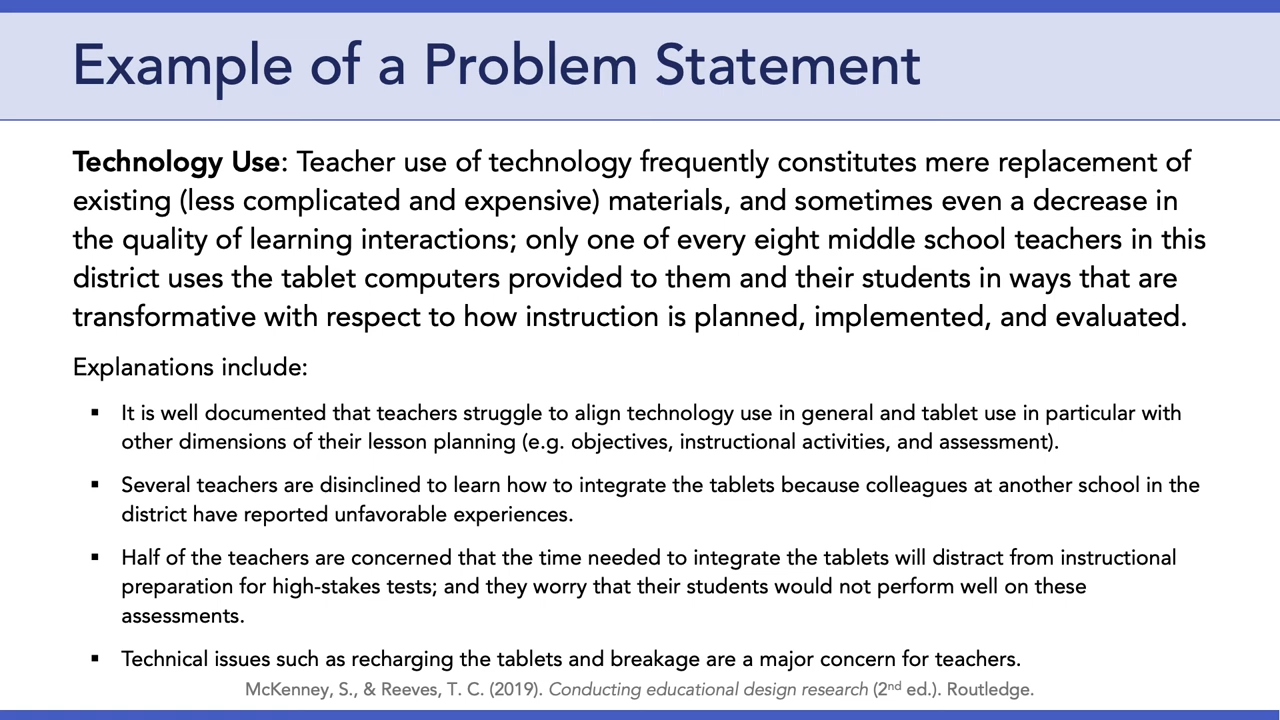 Example of a Problem Statement
Technology Use: Teacher use of technology frequently constitutes mere replacement of
existing (less complicated and expensive) materials, and sometimes even a decrease in
the quality of learning interactions; only one of every eight middle school teachers in this
district uses the tablet computers provided to them and their students in ways that are
transformative with respect to how instruction is planned, implemented, and evaluated.
Explanations include:
▪ It is well documented that teachers struggle to align technology use in general and tablet use in particular with
other dimensions of their lesson planning (e.g. objectives, instructional activities, and assessment).
▪ Several teachers are disinclined to learn how to integrate the tablets because colleagues at another school in the
district have reported unfavorable experiences.
▪ Half of the teachers are concerned that the time needed to integrate the tablets will distract from instructional
preparation for high-stakes tests; and they worry that their students would not perform well on these
assessments.
▪ Technical issues such as recharging the tablets and breakage are a major concern for teachers.
McKenney, S., & Reeves, T. C. (2019). Conducting educational design research (2nd ed.). Routledge.